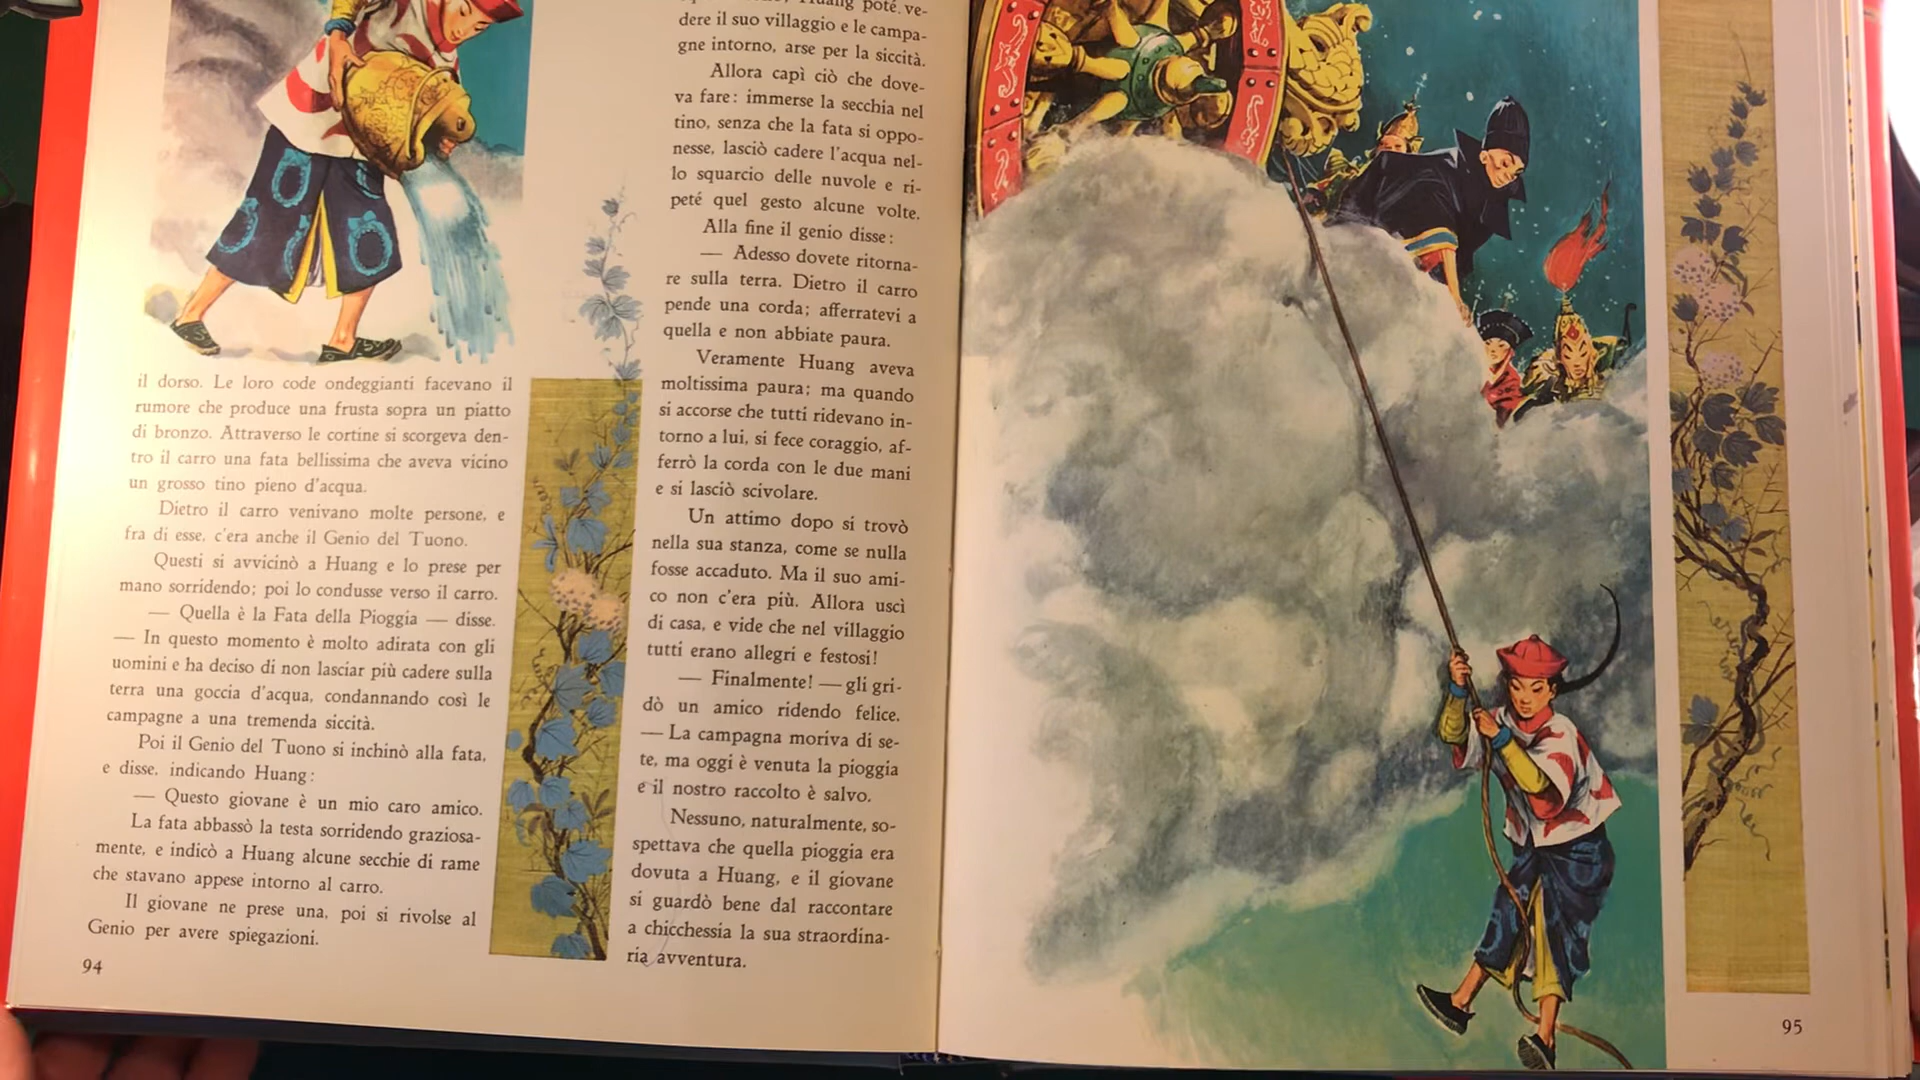 il dorso. Le loro code ondeggianti facevano il
rumore che produce una frusta sopra un piatto
di bronzo. Attraverso le cortine si scorgeva den-
tro il carro una fata bellissima che aveva vicino
un grosso tino pieno d'acqua.
Dietro il carro venivano molte persone, e
fra di esse, c'era anche il Genio del Tuono.
Questi si avvicinò a Huang e lo prese per
mano sorridendo; poi lo condusse verso il carro.
— Quella è la Fata della Pioggia — disse.
— In questo momento è molto adirata con gli
uomini e ha deciso di non lasciar più cadere sulla
terra una goccia d'acqua, condannando così le
campagne a una tremenda siccità.
Poi il Genio del Tuono si inchinò alla fata,
e disse, indicando Huang:
— Questo giovane è un mio caro amico.
La fata abbassò la testa sorridendo graziosa-
mente, e indicò a Huang alcune secchie di rame
che stavano appese intorno al carro.
Il giovane ne prese una, poi si rivolse al
Genio per avere spiegazioni.
94
Huang poté ve-
dere il suo villaggio e le campa-
gne intorno, arse per la siccità.
Allora capì ciò che dove-
va fare: immerse la secchia nel
tino, senza che la fata si oppo-
nesse, lasciò cadere l'acqua nel-
lo squarcio delle nuvole e ri-
peté quel gesto alcune volte.
Alla fine il genio disse:
— Adesso dovete ritorna-
re sulla terra. Dietro il carro
pende una corda; afferratevi a
quella e non abbiate paura.
Veramente Huang aveva
moltissima paura; ma quando
si accorse che tutti ridevano in-
torno a lui, si fece coraggio, af-
ferrò la corda con le due mani
e si lasciò scivolare.
Un attimo dopo si trovò
nella sua stanza, come se nulla
fosse accaduto. Ma il suo ami-
co non c'era più. Allora uscì
di casa, e vide che nel villaggio
tutti erano allegri e festosi!
— Finalmente! — gli gri-
dò un amico ridendo felice.
— La campagna moriva di se-
te, ma oggi è venuta la pioggia
e il nostro raccolto è salvo.
Nessuno, naturalmente, so-
spettava che quella pioggia era
dovuta a Huang, e il giovane
si guardò bene dal raccontare
a chicchessia la sua straordina-
ria avventura.
95